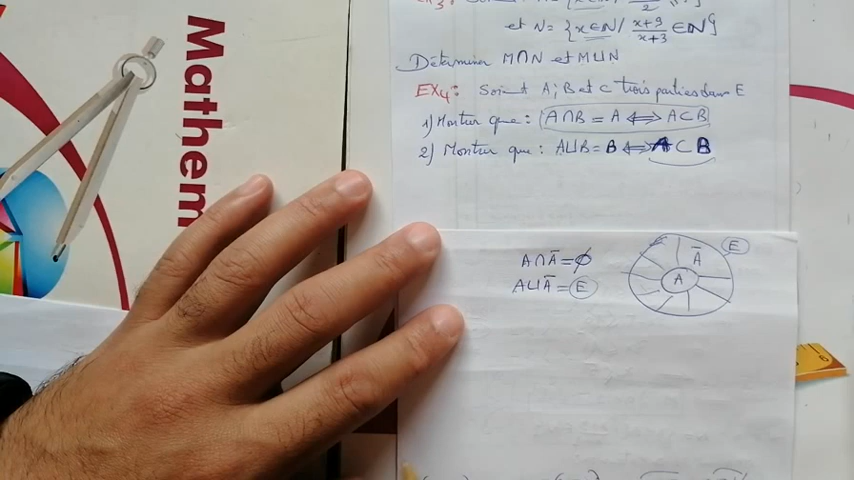 Mathem
et N = {x∈N / x+9/x+3 ∈ N}
Déterminer M∩N et M∪N
EX4: Soient A; B et C trois parties dans E
1) Montrer que: A∩B = A ⟺ A⊂B
2) Montrer que: A∪B = B ⟺ A⊂B
A∩Ā = ∅
A∪Ā = E
E
Ā
A